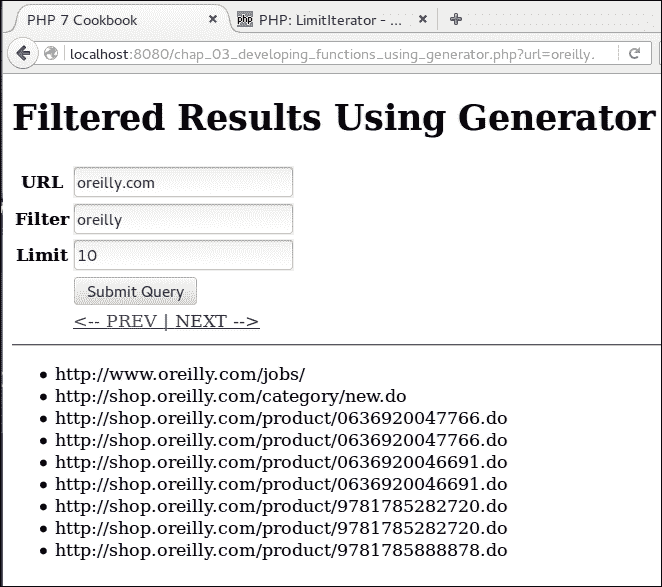 PHP 7 Cookbook × php PHP: LimitIterator - ... ×
localhost:8080/chap_03_developing_functions_using_generator.php?url=oreilly.
Filtered Results Using Generator
URL oreilly.com
Filter oreilly
Limit 10
Submit Query
<-- PREV | NEXT -->
• http://www.oreilly.com/jobs/
• http://shop.oreilly.com/category/new.do
• http://shop.oreilly.com/product/0636920047766.do
• http://shop.oreilly.com/product/0636920047766.do
• http://shop.oreilly.com/product/0636920046691.do
• http://shop.oreilly.com/product/0636920046691.do
• http://shop.oreilly.com/product/9781785282720.do
• http://shop.oreilly.com/product/9781785282720.do
• http://shop.oreilly.com/product/9781785888878.do